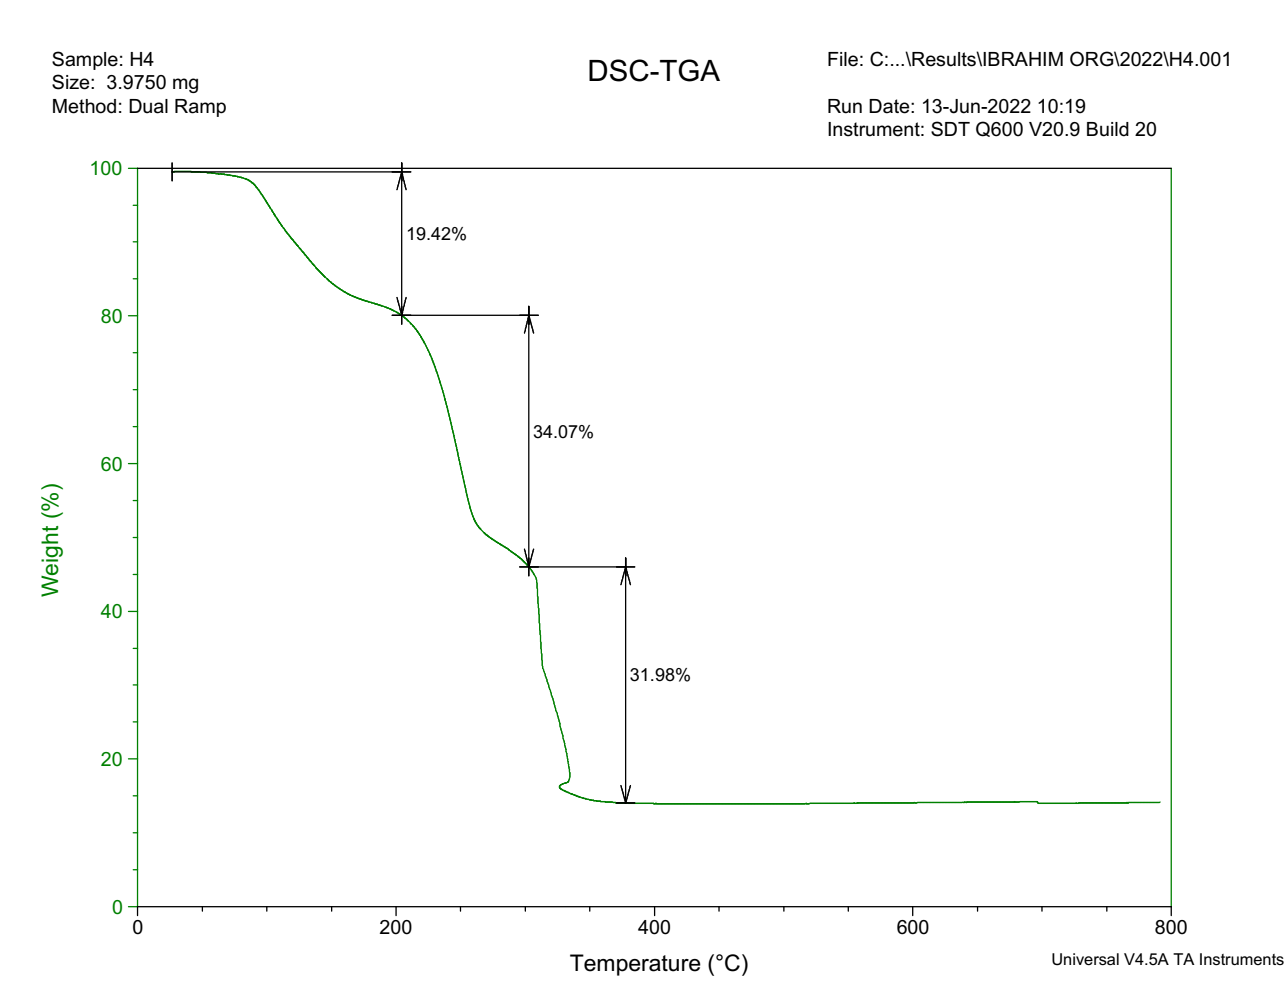 Sample: H4
Size:  3.9750 mg
Method: Dual Ramp
DSC-TGA
File: C:...\Results\IBRAHIM ORG\2022\H4.001
Run Date: 13-Jun-2022 10:19
Instrument: SDT Q600 V20.9 Build 20
100
80
60
40
20
0
Weight (%)
19.42%
34.07%
31.98%
0
200
400
600
800
Temperature (°C)
Universal V4.5A TA Instruments